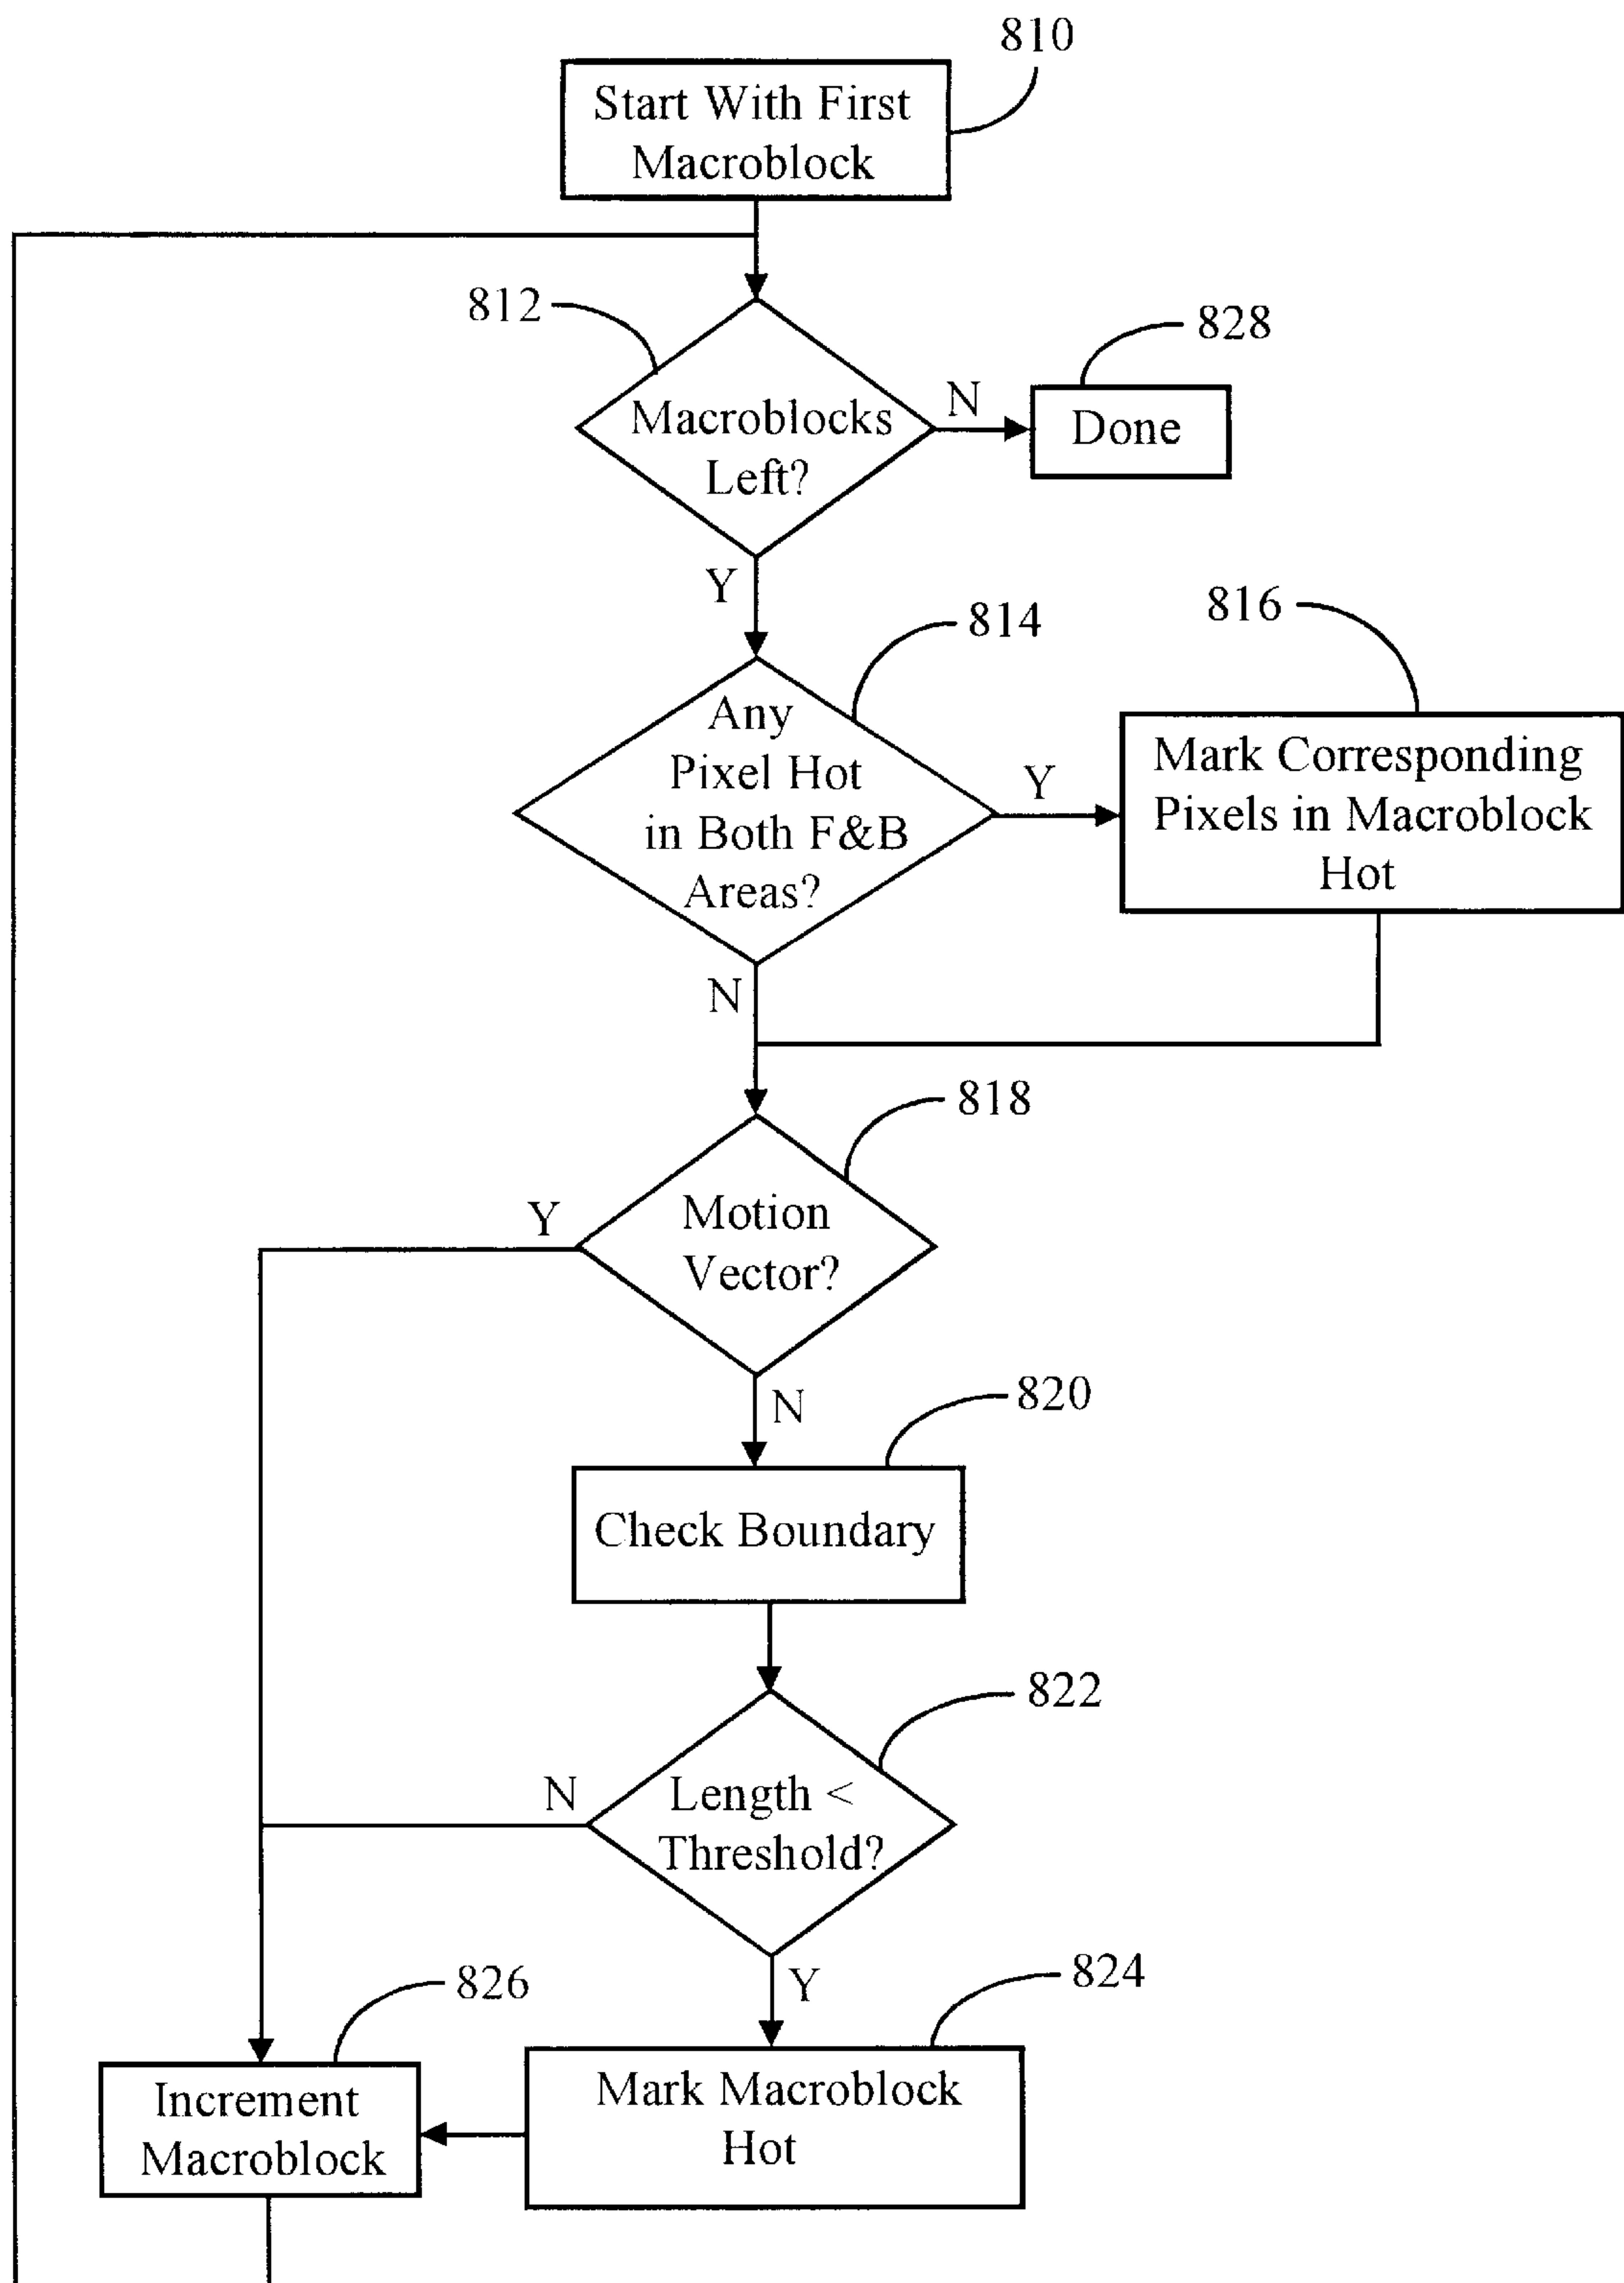 810
Start With First
Macroblock
812
828
Macroblocks
Left?
N
Done
Y
814
816
Any
Pixel Hot
in Both F&B
Areas?
Y
Mark Corresponding
Pixels in Macroblock
Hot
N
818
Y
Motion
Vector?
N
820
Check Boundary
822
N
Length <
Threshold?
Y
824
826
Mark Macroblock
Hot
Increment
Macroblock